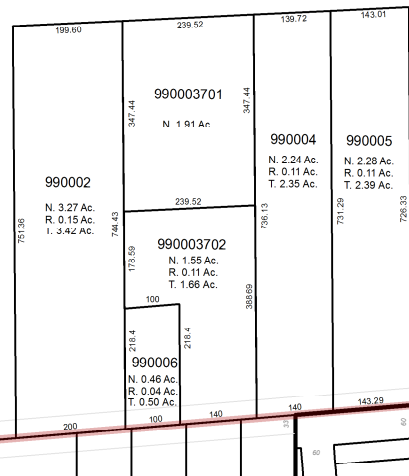 199.60
239.52
139.72
143.01
990003701
N. 1.91 Ac.
347.44
347.44
990004
N. 2.24 Ac.
R. 0.11 Ac.
T. 2.35 Ac.
990005
N. 2.28 Ac.
R. 0.11 Ac.
T. 2.39 Ac.
990002
N. 3.27 Ac.
R. 0.15 Ac.
T. 3.42 Ac.
751.36
744.43
239.52
736.13
731.29
726.33
990003702
N. 1.55 Ac.
R. 0.11 Ac.
T. 1.66 Ac.
178.59
388.69
100
218.4
218.4
990006
N. 0.46 Ac.
R. 0.04 Ac.
T. 0.50 Ac.
200
100
140
140
143.29
60
60